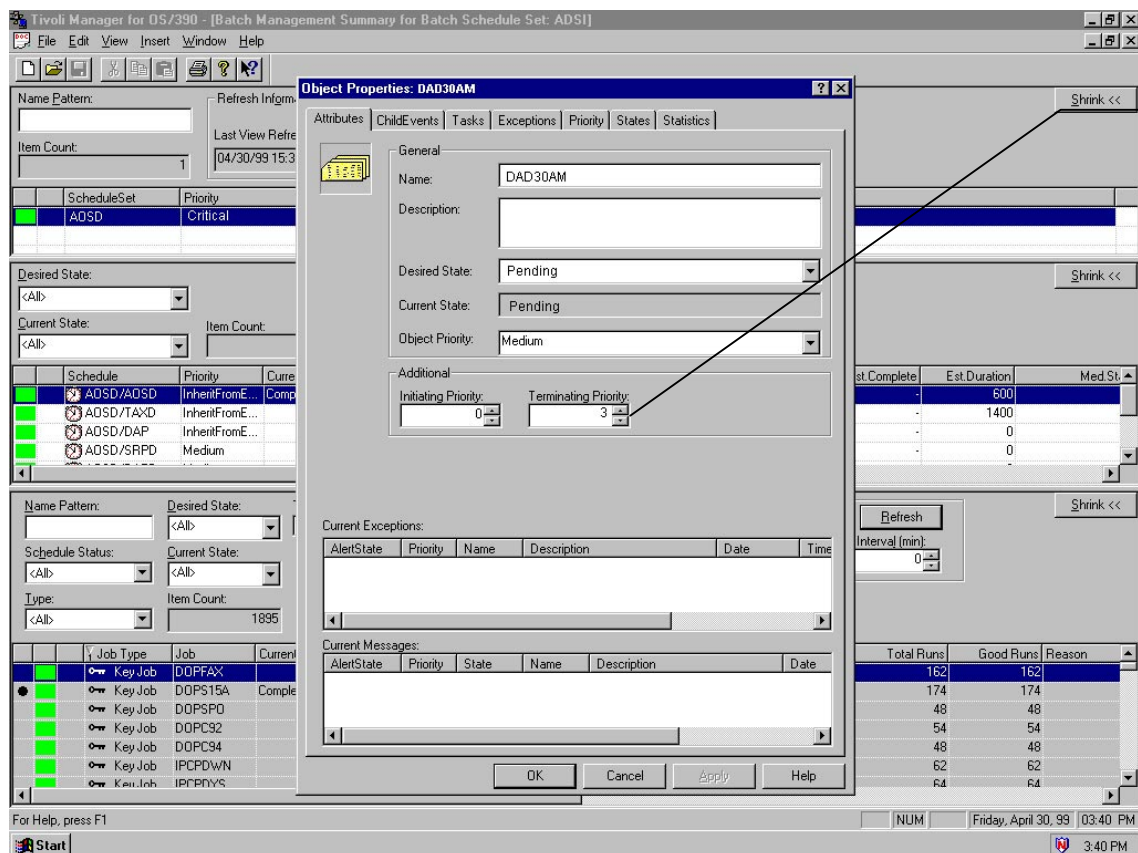 Tivoli Manager for OS/390 - [Batch Management Summary for Batch Schedule Set: ADSI]
File Edit View Insert Window Help
Name Pattern:
Refresh Inform
Shrink <<
Last View Refre
Item Count:
1
04/30/99 15:3
ScheduleSet Priority
AOSD Critical
Desired State:
<All>
Shrink <<
Current State:
Item Count:
<All>
Schedule Priority Curre
st.Complete Est.Duration Med.St
AOSD/AOSD InheritFromE... Comp
- 600
AOSD/TAXD InheritFromE...
- 1400
AOSD/DAP InheritFromE...
- 0
AOSD/SRPD Medium
- 0
Name Pattern:
Desired State:
<All>
Refresh
Shrink <<
Schedule Status:
Current State:
Interval (min):
<All>
<All>
0
Type:
Item Count:
<All>
1895
Job Type Job Current
Total Runs Good Runs Reason
Key Job DOPFAX
162 162
Key Job DOPS15A Comple
174 174
Key Job DOPSPO
48 48
Key Job DOPC92
54 54
Key Job DOPC94
48 48
Key Job IPCPDWN
62 62
Key Job IPCPDYS
64 64
Object Properties: DAD30AM
Attributes ChildEvents Tasks Exceptions Priority States Statistics
General
Name: DAD30AM
Description:
Desired State: Pending
Current State: Pending
Object Priority: Medium
Additional
Initiating Priority: Terminating Priority:
0 3
Current Exceptions:
AlertState Priority Name Description Date Time
Current Messages:
AlertState Priority State Name Description Date
OK Cancel Apply Help
For Help, press F1
NUM Friday, April 30, 99 03:40 PM
Start
3:40 PM